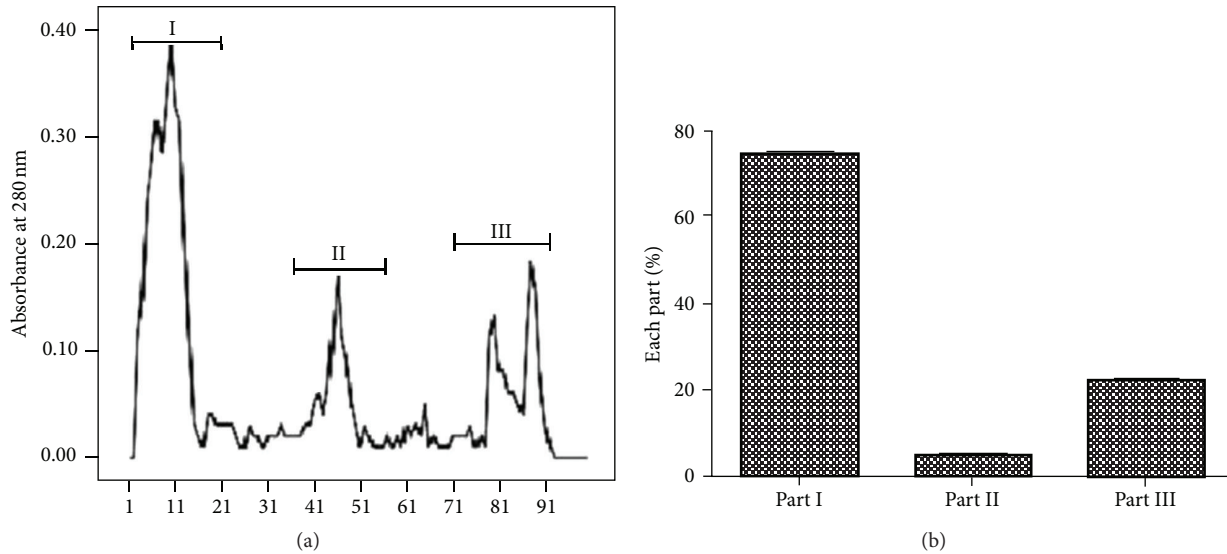 Absorbance at 280 nm
0.40
0.30
0.20
0.10
0.00
I
II
III
1 11 21 31 41 51 61 71 81 91
(a)
Each part (%)
80
60
40
20
0
Part I Part II Part III
(b)